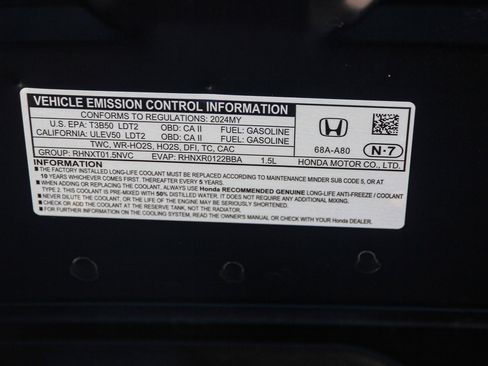 VEHICLE EMISSION CONTROL INFORMATION
CONFORMS TO REGULATIONS: 2024MY
U.S. EPA: T3B50 LDT2 OBD: CA II FUEL: GASOLINE
CALIFORNIA: ULEV50 LDT2 OBD: CA II FUEL: GASOLINE
TWC, WR-HO2S, HO2S, DFI, TC, CAC
GROUP: RHNXT01.5NVC EVAP: RHNXR0122BBA 1.5L
68A-A80 N-7
HONDA MOTOR CO., LTD.
INFORMATION
■ THE FACTORY INSTALLED LONG-LIFE COOLANT MUST BE REPLACED ACCORDING TO MAINTENANCE MINDER SUB CODE 5, OR AT
10 YEARS WHICHEVER COMES FIRST. THEREAFTER EVERY 5 YEARS.
■ WHEN ADDING OR REPLACING THE COOLANT, ALWAYS USE Honda RECOMMENDED GENUINE LONG-LIFE ANTI-FREEZE / COOLANT
TYPE 2. THIS COOLANT IS PRE-MIXED WITH 50% DISTILLED WATER. IT DOES NOT REQUIRE ANY ADDITIONAL MIXING.
■ NEVER DILUTE THE COOLANT, OR THE LIFE OF THE ENGINE MAY BE SERIOUSLY SHORTENED.
■ CHECK OR ADD THE COOLANT AT THE RESERVE TANK, NOT THE RADIATOR.
■ FOR FURTHER INFORMATION, READ THE OWNER'S MANUAL OR CHECK WITH YOUR Honda DEALER.